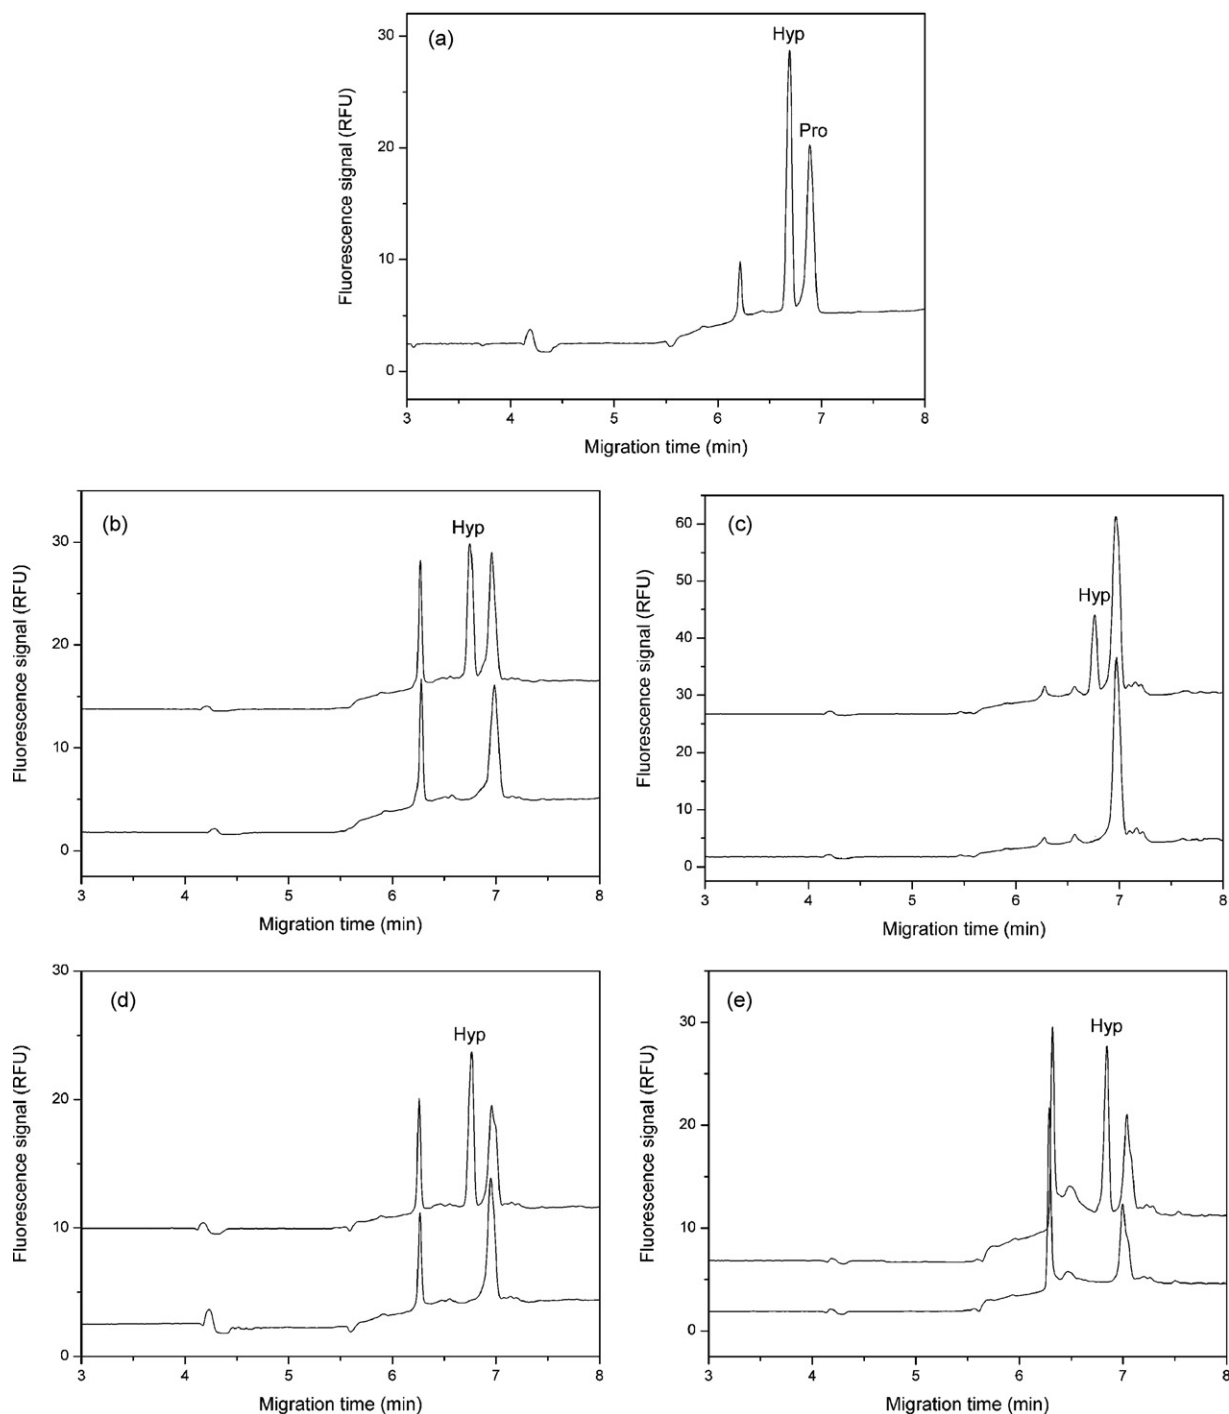 (a)
Hyp
Pro
30
20
10
0
Fluorescence signal (RFU)
3 4 5 6 7 8
Migration time (min)
(b)
Hyp
30
20
10
0
Fluorescence signal (RFU)
3 4 5 6 7 8
Migration time (min)
(c)
Hyp
60
50
40
30
20
10
0
Fluorescence signal (RFU)
3 4 5 6 7 8
Migration time (min)
(d)
Hyp
30
20
10
0
Fluorescence signal (RFU)
3 4 5 6 7 8
Migration time (min)
(e)
Hyp
30
20
10
0
Fluorescence signal (RFU)
3 4 5 6 7 8
Migration time (min)